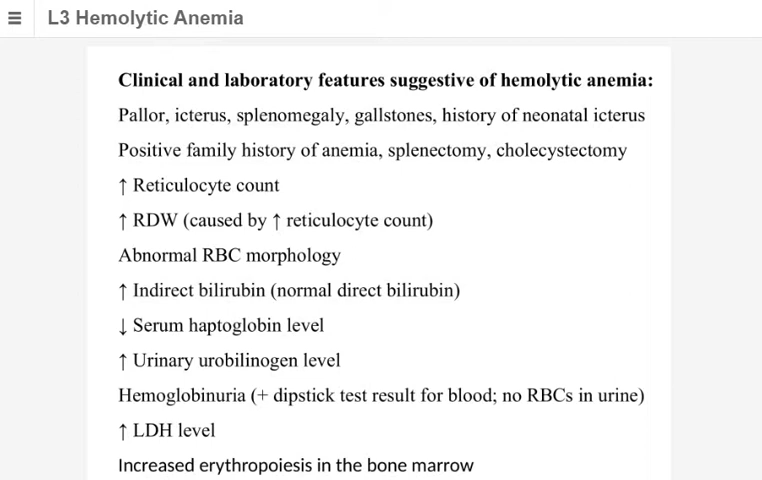 L3 Hemolytic Anemia
Clinical and laboratory features suggestive of hemolytic anemia:
Pallor, icterus, splenomegaly, gallstones, history of neonatal icterus
Positive family history of anemia, splenectomy, cholecystectomy
↑ Reticulocyte count
↑ RDW (caused by ↑ reticulocyte count)
Abnormal RBC morphology
↑ Indirect bilirubin (normal direct bilirubin)
↓ Serum haptoglobin level
↑ Urinary urobilinogen level
Hemoglobinuria (+ dipstick test result for blood; no RBCs in urine)
↑ LDH level
Increased erythropoiesis in the bone marrow